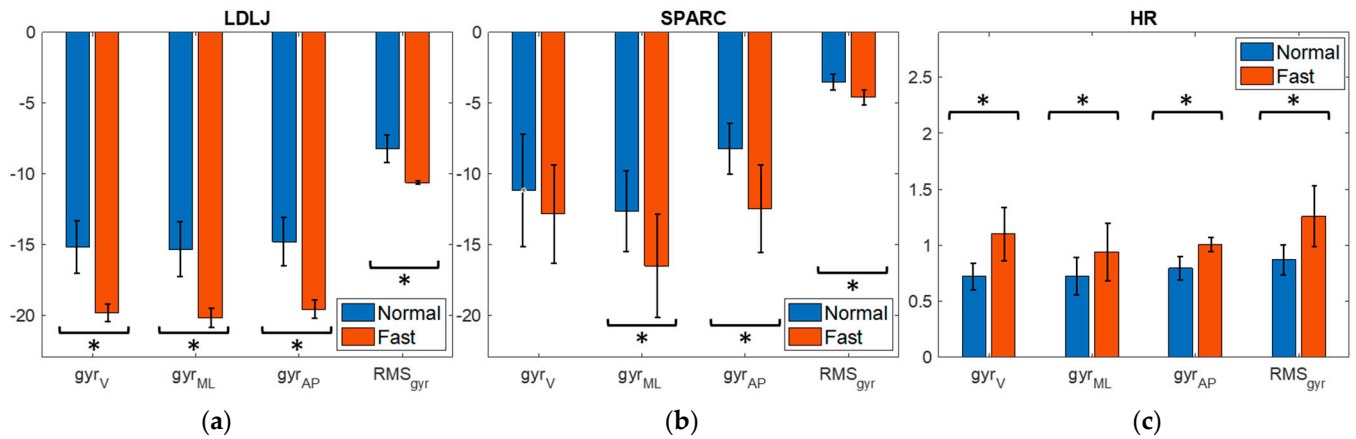 LDLJ
0
-5
-10
-15
-20
*
*
*
*
Normal
Fast
gyrV
gyrML
gyrAP
RMSgyr
(a)
SPARC
0
-5
-10
-15
-20
*
*
*
Normal
Fast
gyrV
gyrML
gyrAP
RMSgyr
(b)
HR
2.5
2
1.5
1
0.5
0
*
*
*
*
Normal
Fast
gyrV
gyrML
gyrAP
RMSgyr
(c)